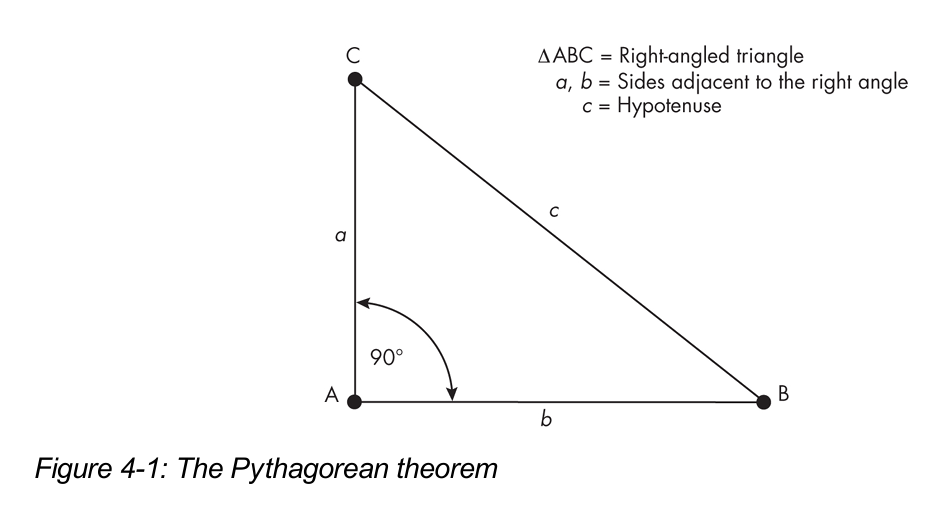 C
ΔABC = Right-angled triangle
a, b = Sides adjacent to the right angle
c = Hypotenuse
c
a
90°
A
B
b
Figure 4-1: The Pythagorean theorem